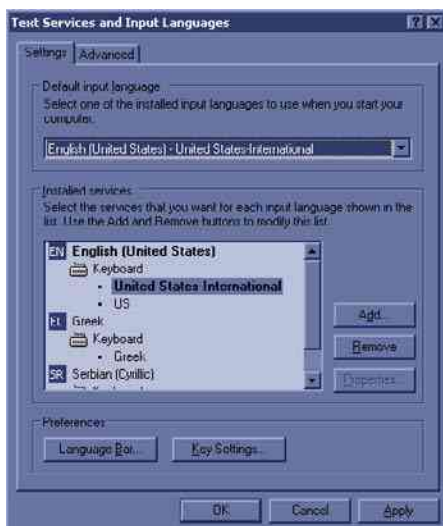 Text Services and Input Languages
Settings
Advanced
Default input language
Select one of the installed input languages to use when you start your
computer.
English (United States) - United States-International
Installed services
Select the services that you want for each input language shown in the
list. Use the Add and Remove buttons to modify this list.
EN English (United States)
Keyboard
• United States International
• US
EL Greek
Keyboard
• Greek
SR Serbian (Cyrillic)
Add...
Remove
Properties...
Preferences
Language Bar...
Key Settings...
OK
Cancel
Apply